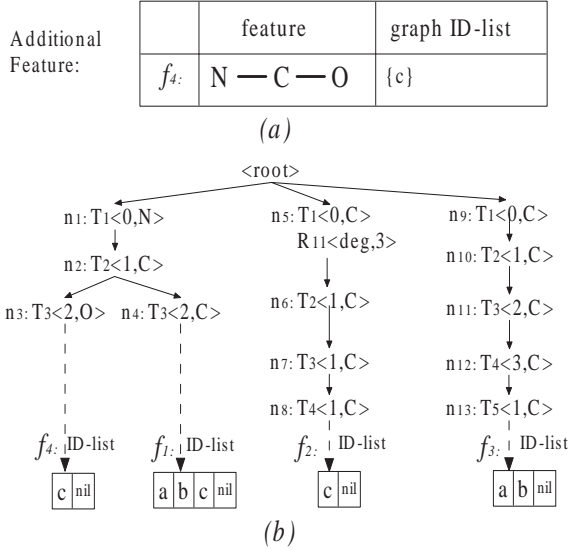 Additional
Feature:
feature graph ID-list
f4: N — C — O {c}
(a)
<root>
n1: T1<0,N> n5: T1<0,C> n9: T1<0,C>
R11<deg,3>
n2: T2<1,C> n10: T2<1,C>
n3: T3<2,O> n4: T3<2,C> n6: T2<1,C> n11: T3<2,C>
n7: T3<1,C> n12: T4<3,C>
n8: T4<1,C> n13: T5<1,C>
f4: ID-list f1: ID-list f2: ID-list f3: ID-list
c nil a b c nil c nil a b nil
(b)